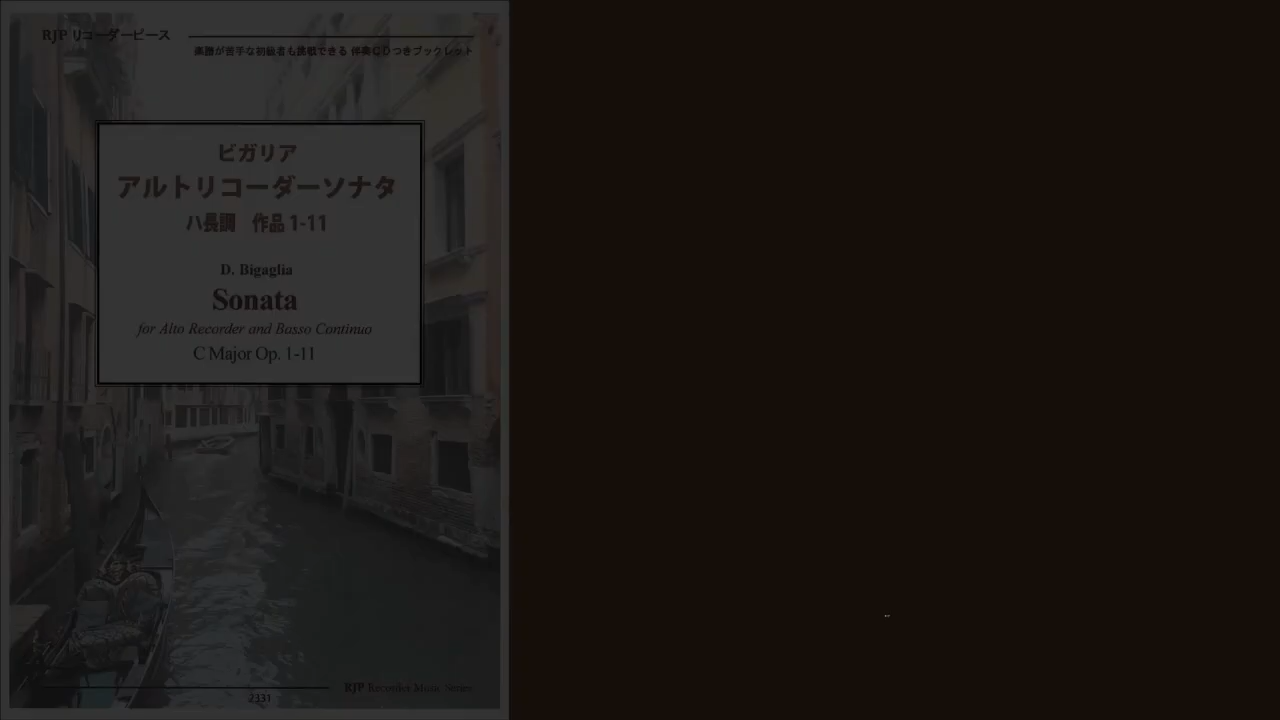 RJP リコーダーピース
楽譜が苦手な初級者も挑戦できる 伴奏CDつきブックレット
ビガリア
アルトリコーダーソナタ
ハ長調 作品 1-11
D. Bigaglia
Sonata
for Alto Recorder and Basso Continuo
C Major Op. 1-11
RJP Recorder Music Series
2331